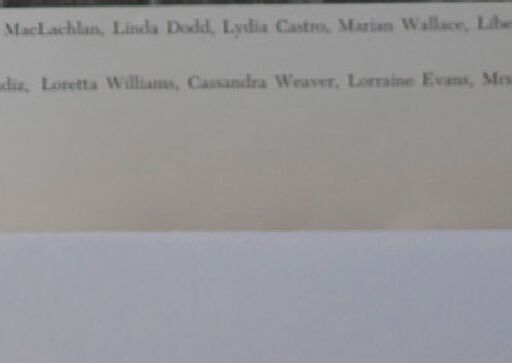 MacLachlan, Linda Dodd, Lydia Castro, Marian Wallace, Libe
diz, Loretta Williams, Cassandra Weaver, Lorraine Evans, Mrs